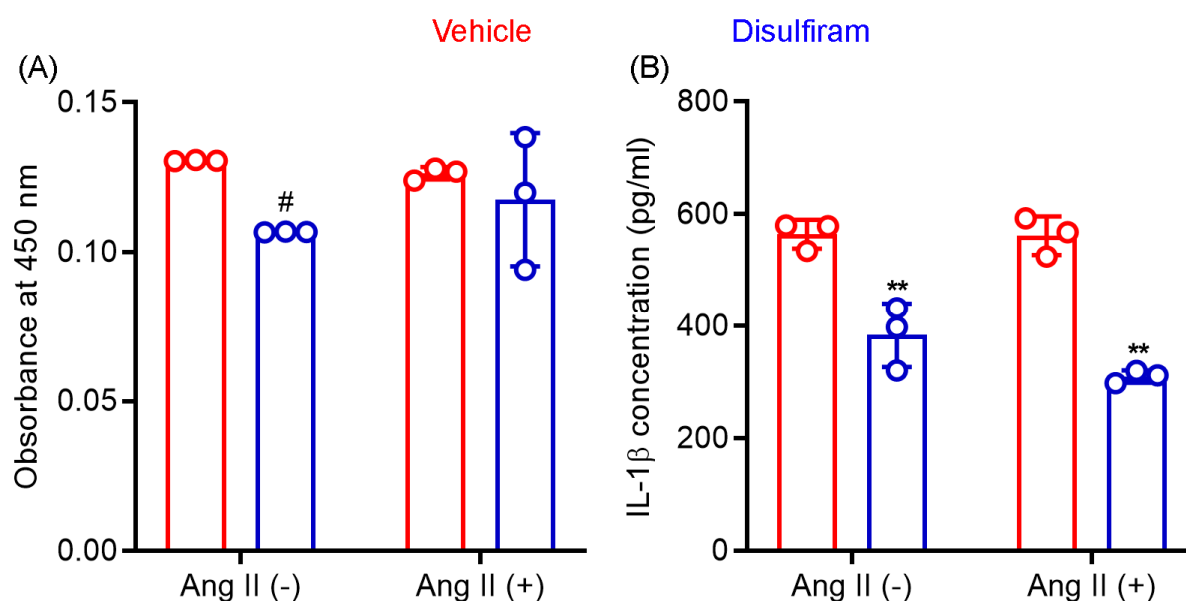 Vehicle
Disulfiram
(A)
Obsorbance at 450 nm
0.15
0.10
0.05
0.00
#
Ang II (-)
Ang II (+)
(B)
IL-1β concentration (pg/ml)
800
600
400
200
0
**
**
Ang II (-)
Ang II (+)